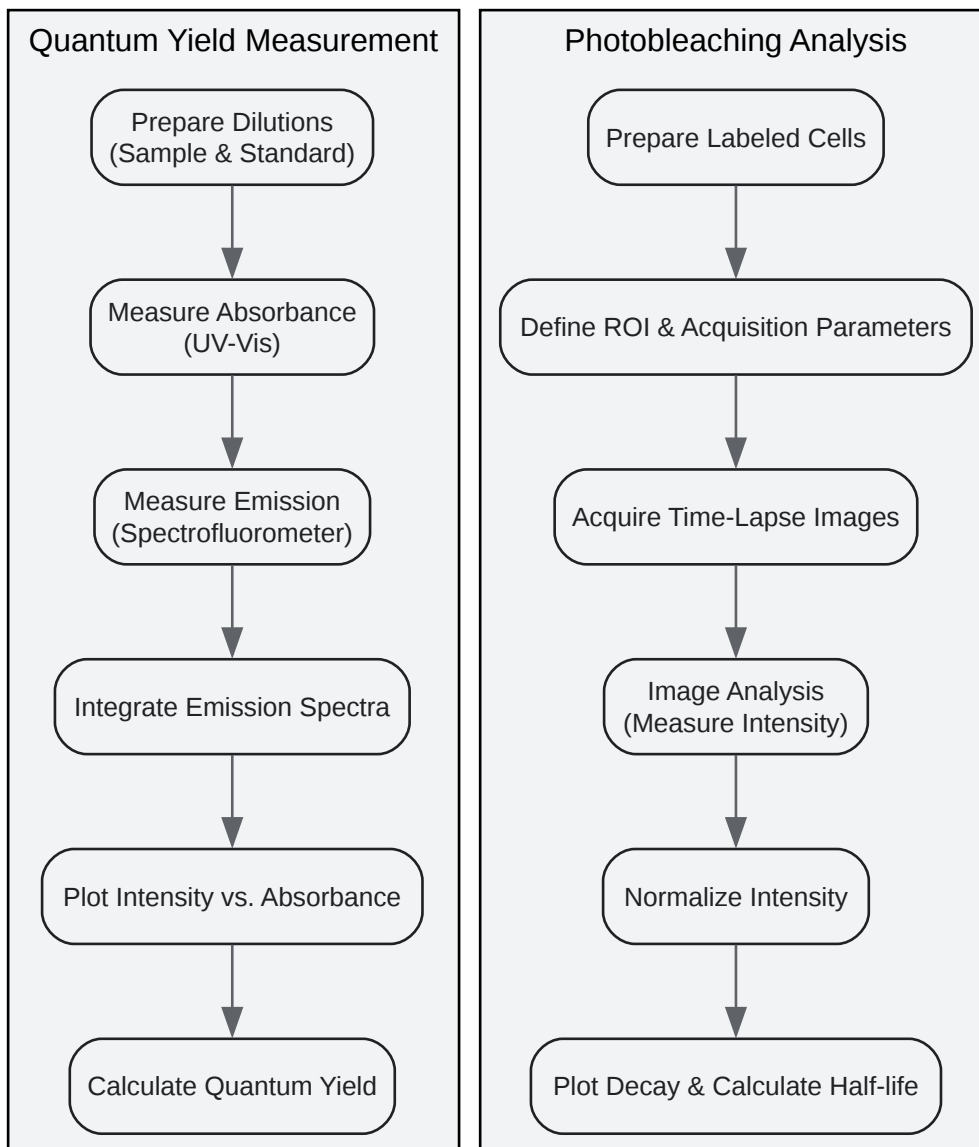 Quantum Yield Measurement
Prepare Dilutions
(Sample & Standard)
Measure Absorbance
(UV-Vis)
Measure Emission
(Spectrofluorometer)
Integrate Emission Spectra
Plot Intensity vs. Absorbance
Calculate Quantum Yield
Photobleaching Analysis
Prepare Labeled Cells
Define ROI & Acquisition Parameters
Acquire Time-Lapse Images
Image Analysis
(Measure Intensity)
Normalize Intensity
Plot Decay & Calculate Half-life